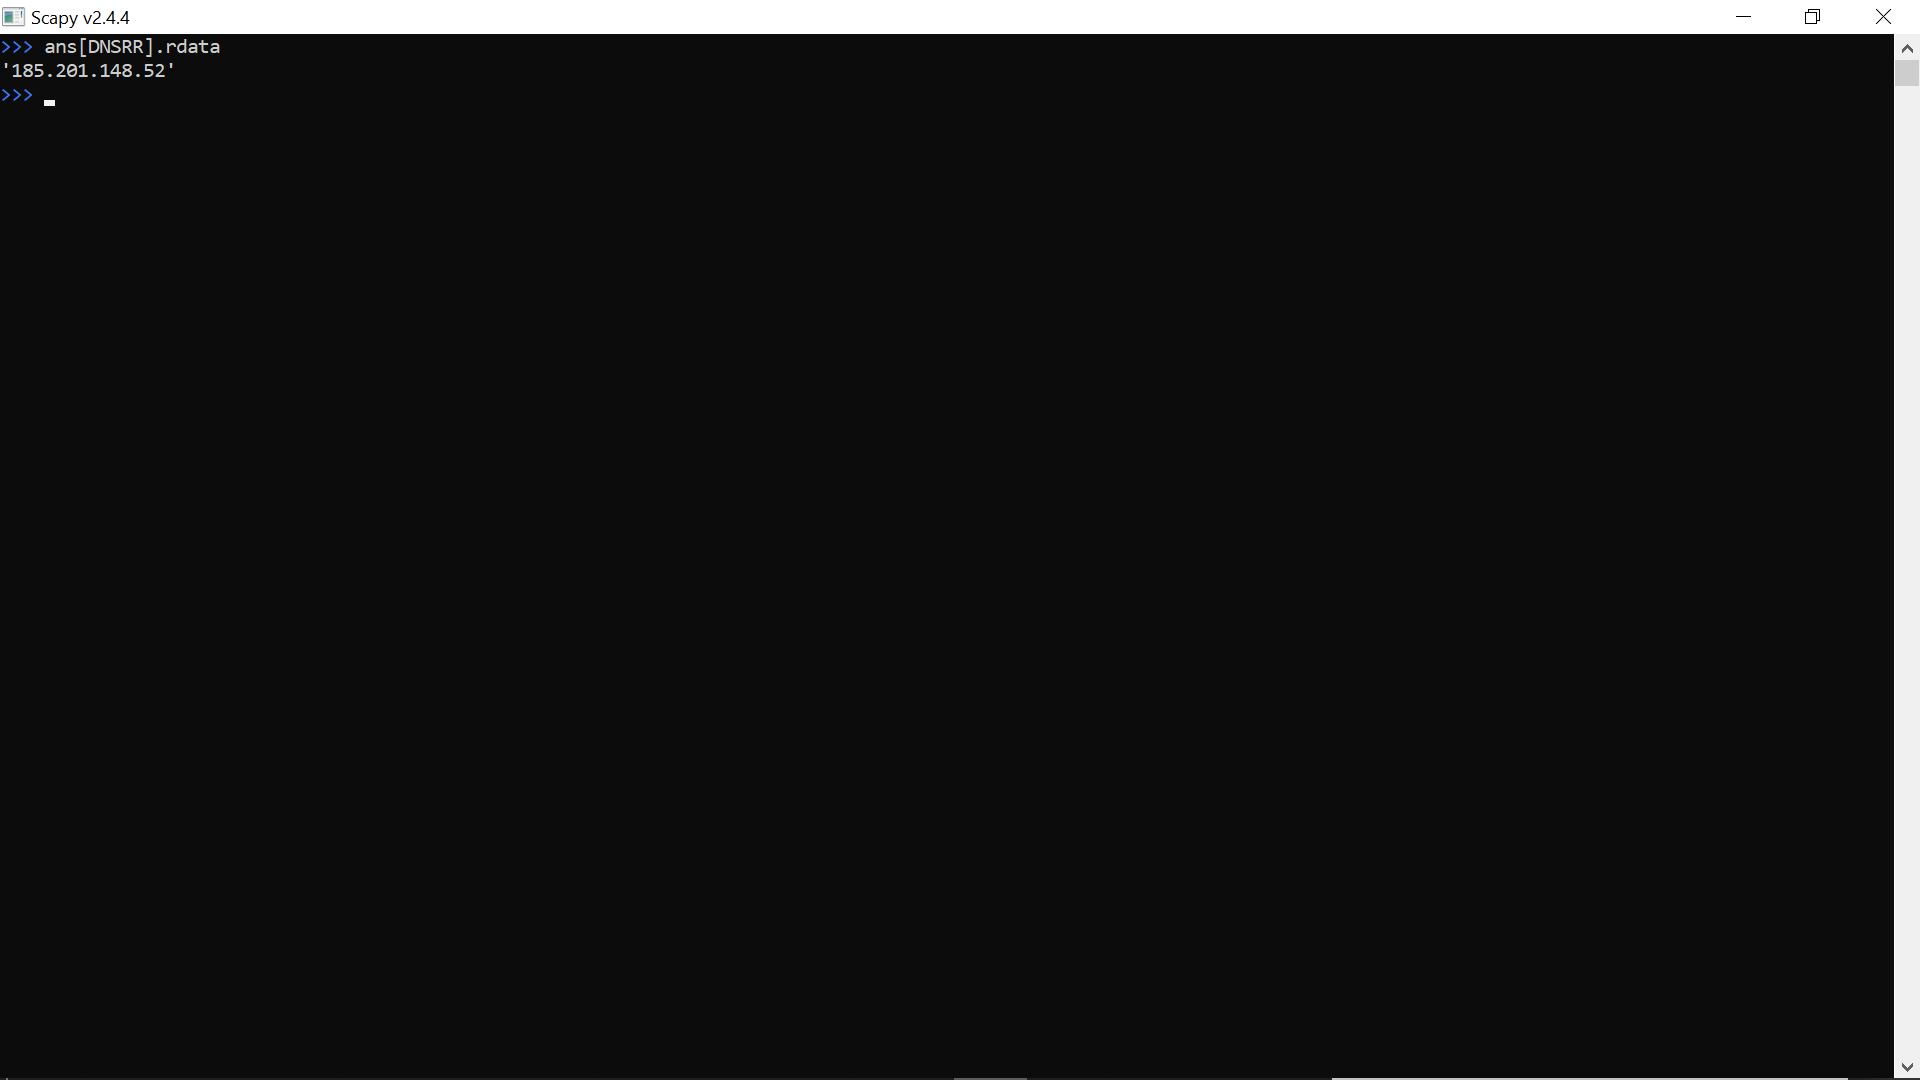 Scapy v2.4.4
>>> ans[DNSRR].rdata
'185.201.148.52'
>>>